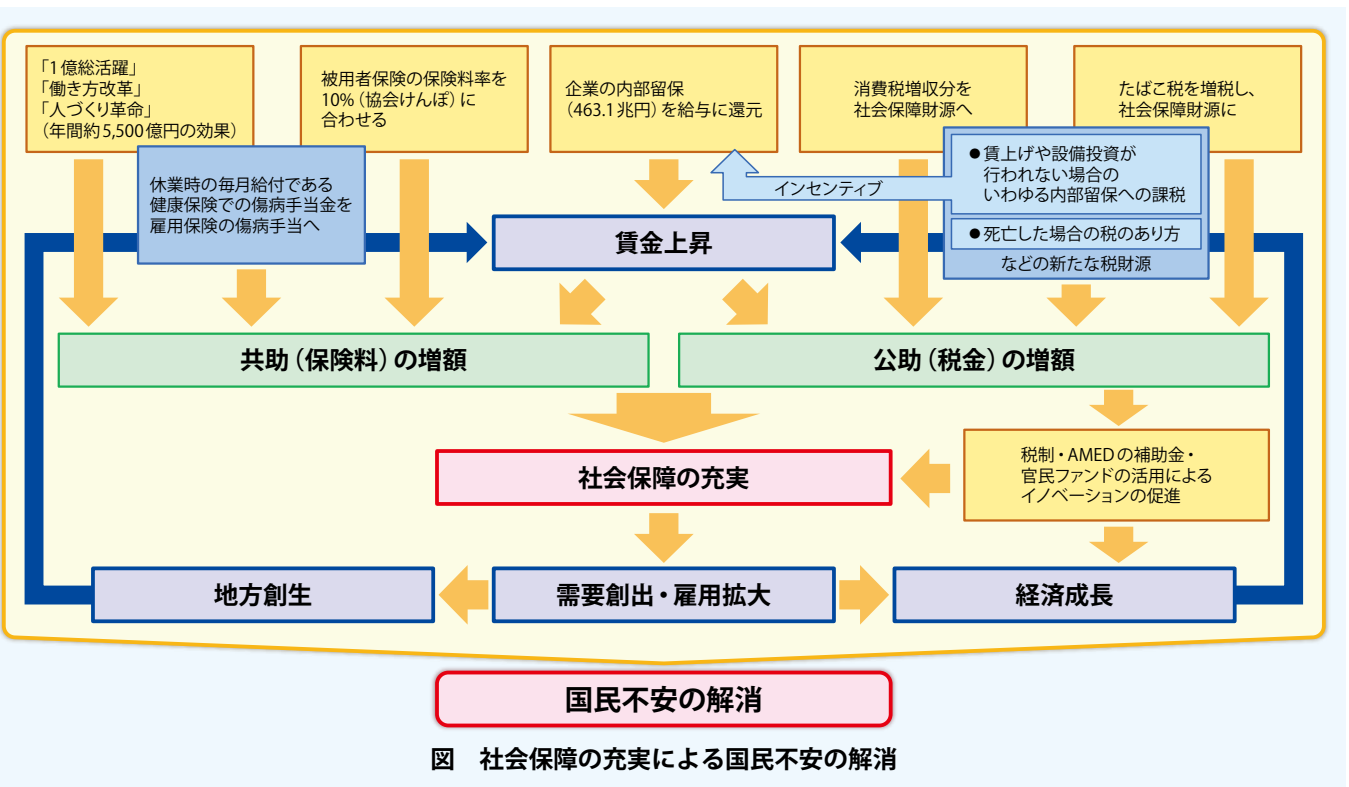 「1億総活躍」
「働き方改革」
「人づくり革命」
(年間約5,500億円の効果)
被用者保険の保険料率を
10%(協会けんぽ)に
合わせる
企業の内部留保
(463.1兆円)を給与に還元
消費税増収分を
社会保障財源へ
たばこ税を増税し、
社会保障財源に
休業時の毎月給付である
健康保険での傷病手当金を
雇用保険の傷病手当へ
インセンティブ
●賃上げや設備投資が
行われない場合の
いわゆる内部留保への課税
●死亡した場合の税のあり方
などの新たな税財源
賃金上昇
共助(保険料)の増額
公助(税金)の増額
社会保障の充実
税制・AMEDの補助金・
官民ファンドの活用による
イノベーションの促進
地方創生
需要創出・雇用拡大
経済成長
国民不安の解消
図 社会保障の充実による国民不安の解消